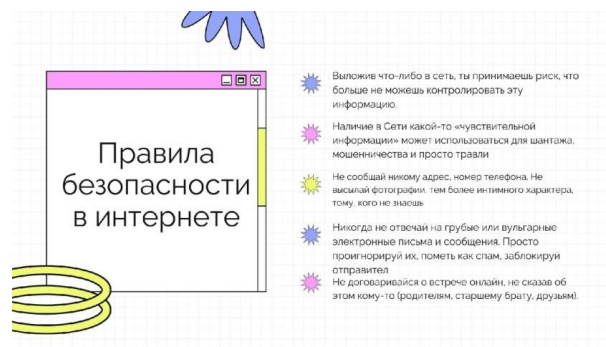 Правила
безопасности
в интернете
Выложив что-либо в сеть, ты принимаешь риск, что
больше не можешь контролировать эту
информацию.
Наличие в Сети какой-то «чувствительной
информации» может использоваться для шантажа,
мошенничества и просто травли
Не сообщай никому адрес, номер телефона. Не
высылай фотографии, тем более интимного характера,
тому, кого не знаешь
Никогда не отвечай на грубые или вульгарные
электронные письма и сообщения. Просто
проигнорируй их, пометь как спам, заблокируй
отправител
Не договаривайся о встрече онлайн, не сказав об
этом кому-то (родителям, старшему брату, друзьям).